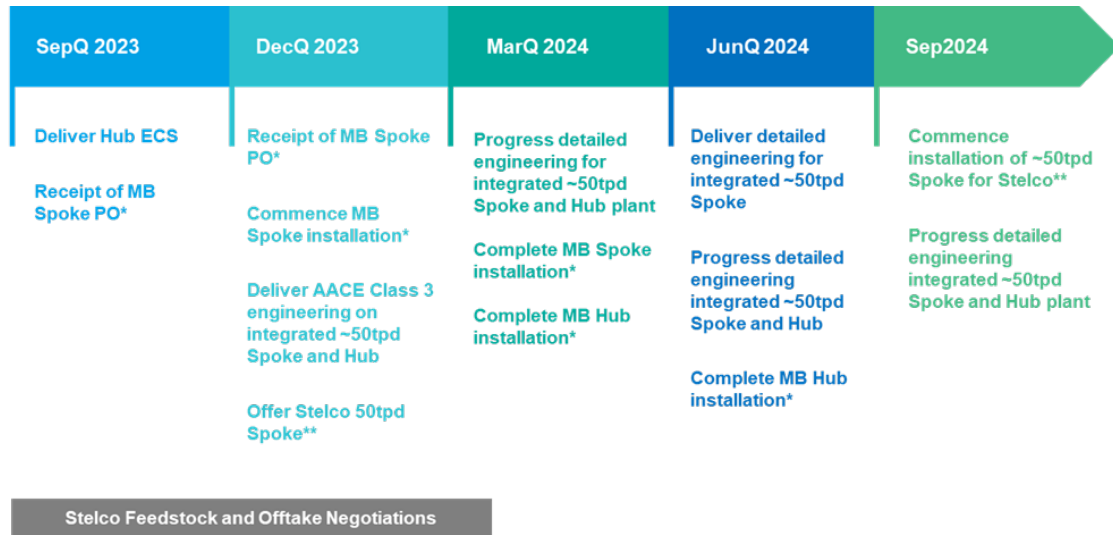 SepQ 2023
DecQ 2023
MarQ 2024
JunQ 2024
Sep2024
Deliver Hub ECS
Receipt of MB
Spoke PO*
Receipt of MB Spoke
PO*
Commence MB
Spoke installation*
Deliver AACE Class 3
engineering on
integrated ~50tpd
Spoke and Hub
Offer Stelco 50tpd
Spoke**
Progress detailed
engineering for
integrated ~50tpd
Spoke and Hub plant
Complete MB Spoke
installation*
Complete MB Hub
installation*
Deliver detailed
engineering for
integrated ~50tpd
Spoke
Progress detailed
engineering
integrated ~50tpd
Spoke and Hub
Complete MB Hub
installation*
Commence
installation of ~50tpd
Spoke for Stelco**
Progress detailed
engineering
integrated ~50tpd
Spoke and Hub plant
Stelco Feedstock and Offtake Negotiations